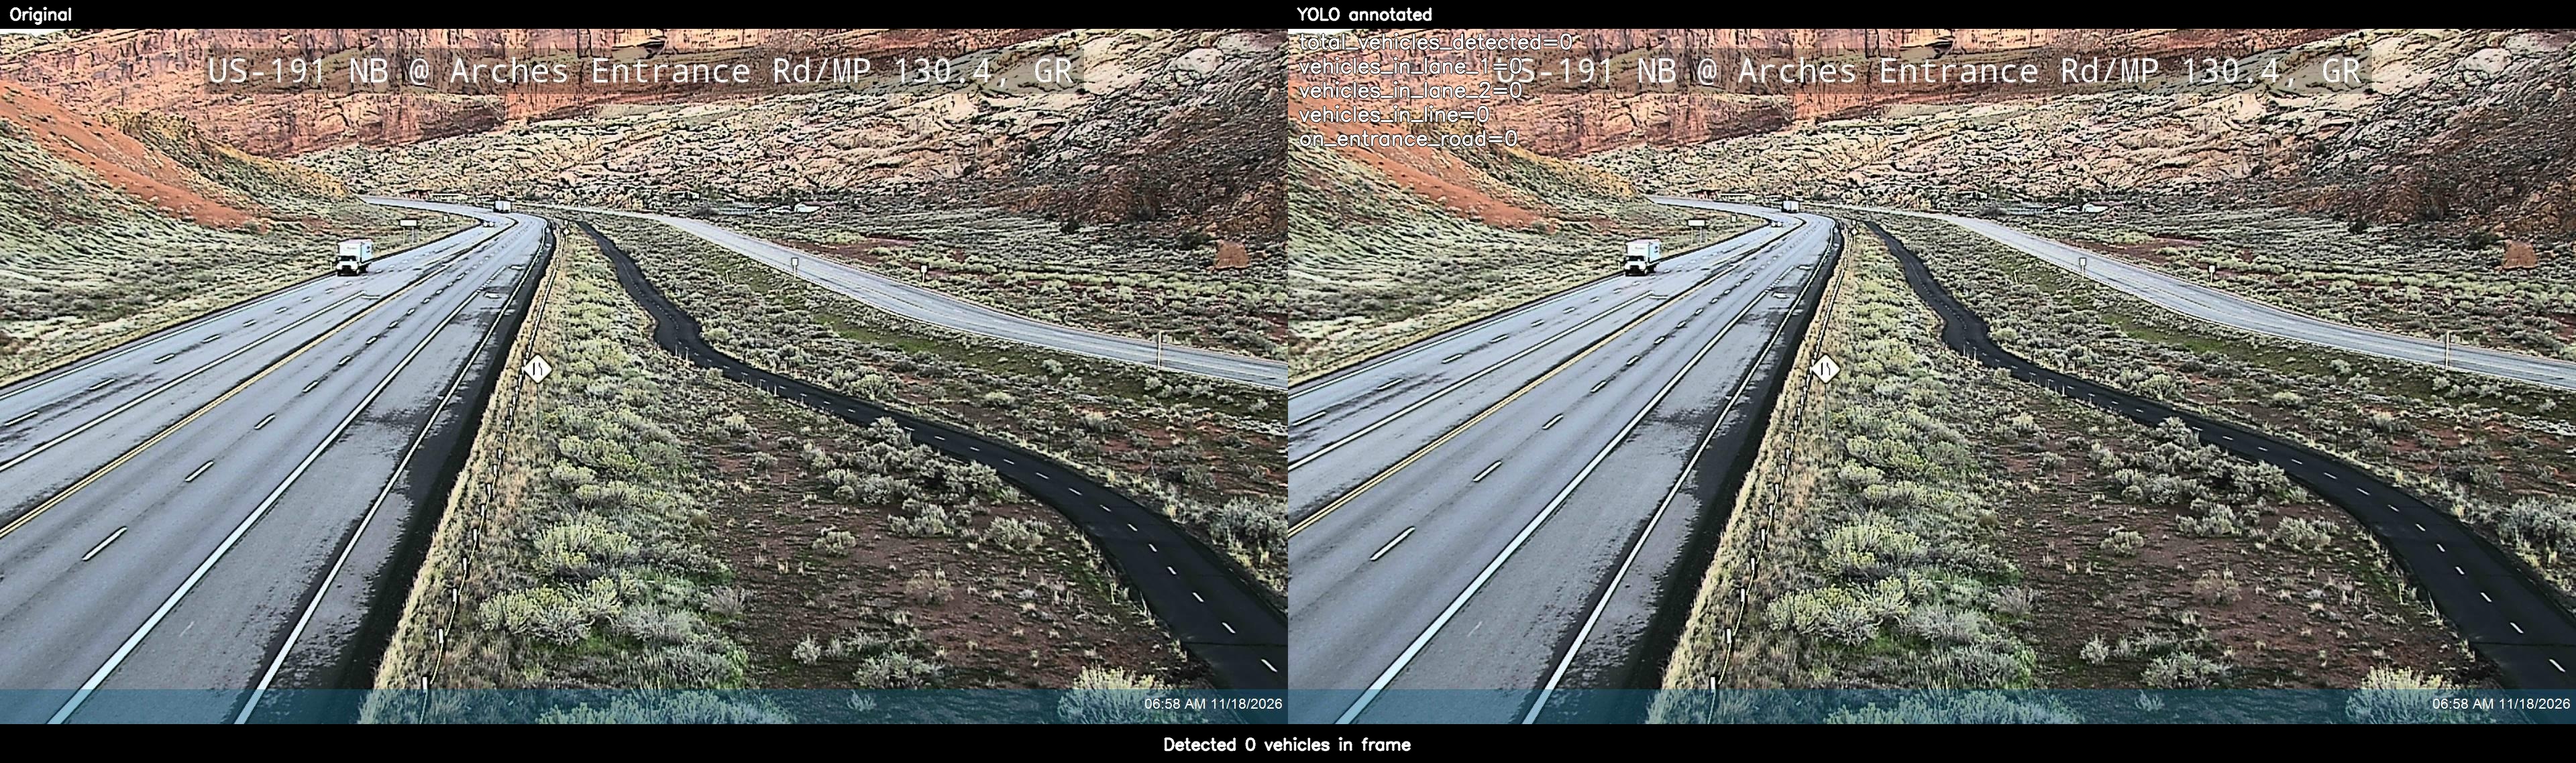 Original
YOLO annotated
US-191 NB @ Arches Entrance Rd/MP 130.4, GR
total_vehicles_detected=0
vehicles_in_lane_1=0
US-191 NB @ Arches Entrance Rd/MP 130.4, GR
vehicles_in_lane_2=0
vehicles_in_line=0
on_entrance_road=0
06:58 AM 11/18/2026
06:58 AM 11/18/2026
Detected 0 vehicles in frame